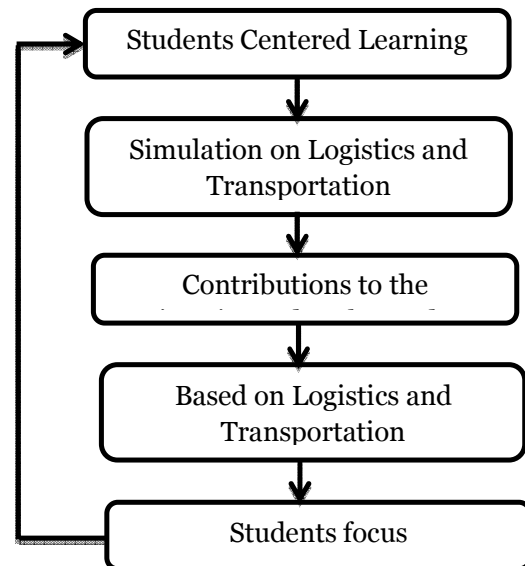 Students Centered Learning
Simulation on Logistics and
Transportation
Contributions to the
Based on Logistics and
Transportation
Students focus